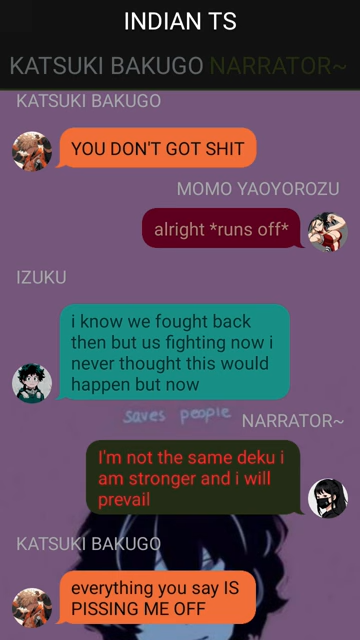 INDIAN TS
KATSUKI BAKUGO NARRATOR~
KATSUKI BAKUGO
YOU DON'T GOT SHIT
MOMO YAOYOROZU
alright *runs off*
IZUKU
i know we fought back
then but us fighting now i
never thought this would
happen but now
saves people
NARRATOR~
I'm not the same deku i
am stronger and i will
prevail
KATSUKI BAKUGO
everything you say IS
PISSING ME OFF